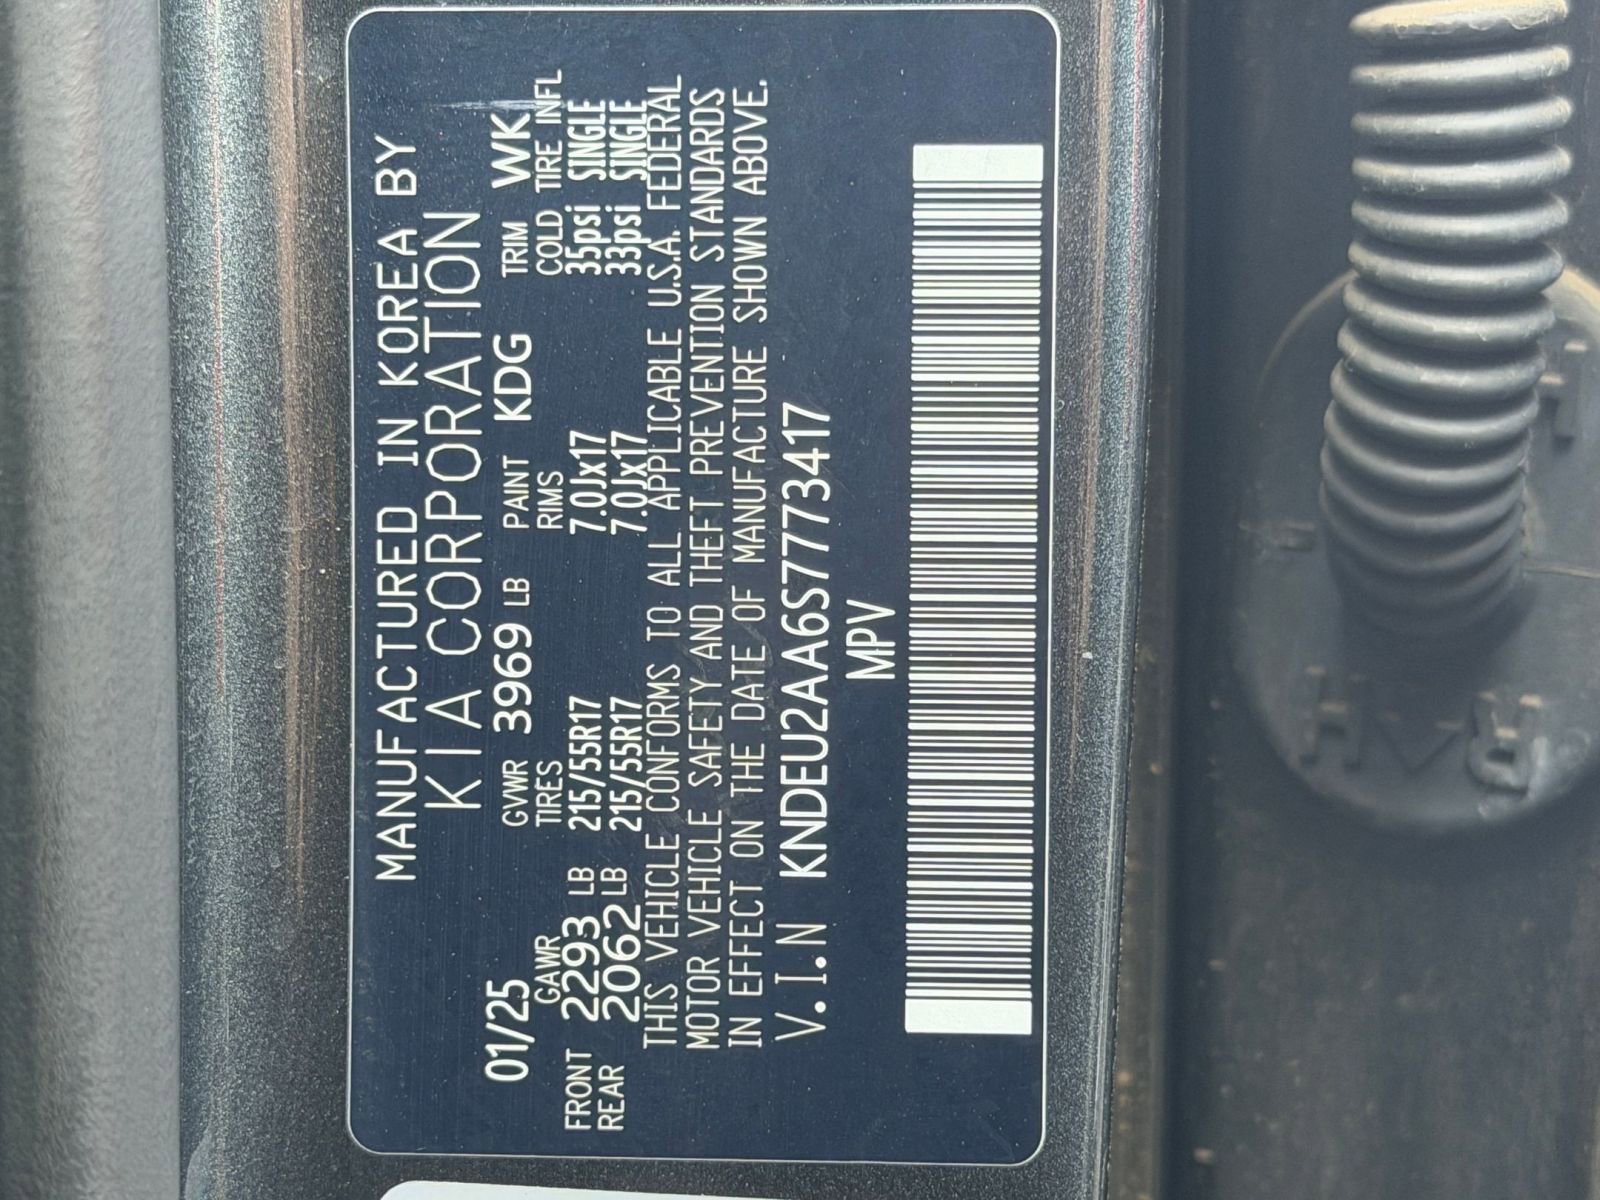 MANUFACTURED IN KOREA BY
KIA CORPORATION
01/25 GVWR 3969 LB PAINT KDG TRIM WK
GAWR TIRES RIMS COLD TIRE INFL
FRONT 2293 LB 215/55R17 7.0Jx17 35psi SINGLE
REAR 2062 LB 215/55R17 7.0Jx17 33psi SINGLE
THIS VEHICLE CONFORMS TO ALL APPLICABLE U.S.A. FEDERAL
MOTOR VEHICLE SAFETY AND THEFT PREVENTION STANDARDS
IN EFFECT ON THE DATE OF MANUFACTURE SHOWN ABOVE.
V.I.N KNDEU2AA6S7773417
MPV